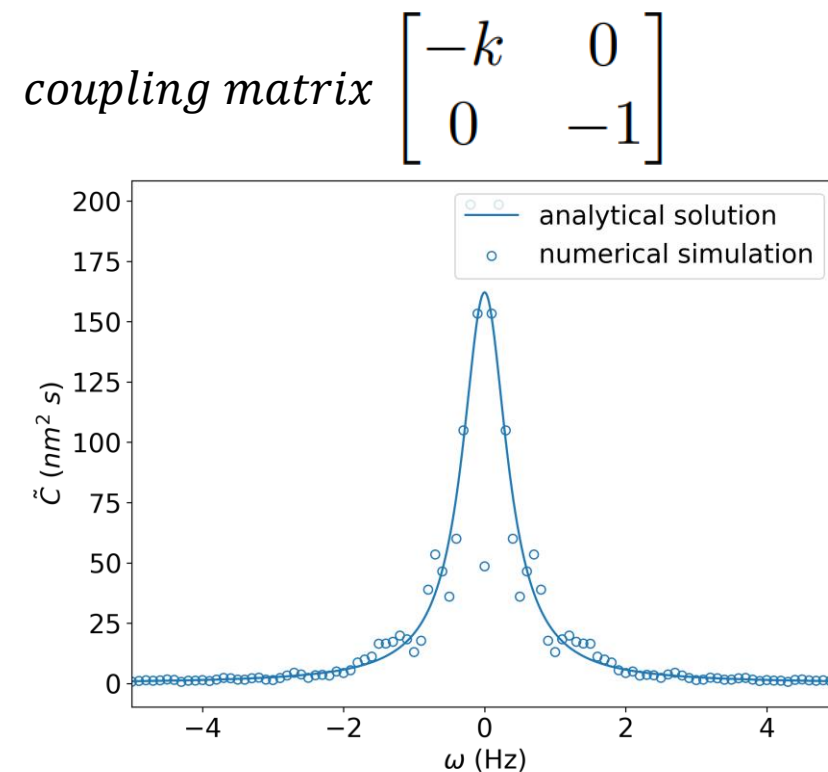 coupling matrix [−k 0
0 −1]
200
175
150
125
100
75
50
25
0
C̃ (nm² s)
analytical solution
numerical simulation
−4 −2 0 2 4
ω (Hz)